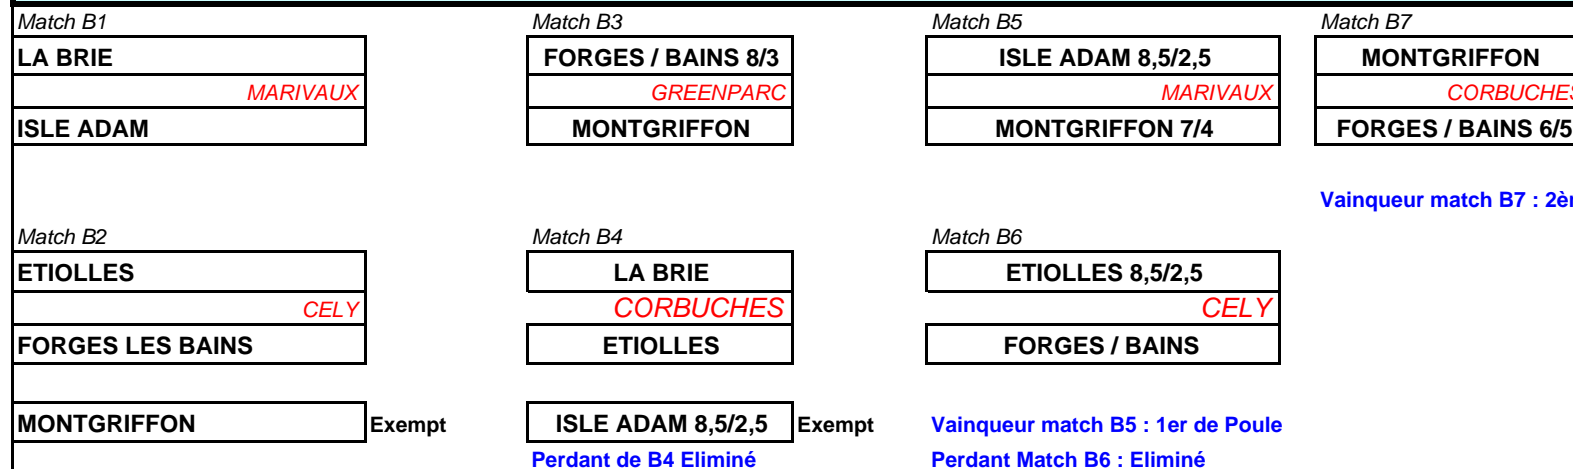 Match B1 Match B3 Match B5 Match B7
LA BRIE FORGES / BAINS 8/3 ISLE ADAM 8,5/2,5 MONTGRIFFON
MARIVAUX GREENPARC MARIVAUX CORBUCHES
ISLE ADAM MONTGRIFFON MONTGRIFFON 7/4 FORGES / BAINS 6/5
Vainqueur match B7 :
Match B2 Match B4 Match B6
ETIOLLES LA BRIE ETIOLLES 8,5/2,5
CELY CORBUCHES CELY
FORGES LES BAINS ETIOLLES FORGES / BAINS
MONTGRIFFON Exempt ISLE ADAM 8,5/2,5 Exempt Vainqueur match B5 : 1er de Poule
Perdant de B4 Eliminé Perdant Match B6 : Eliminé